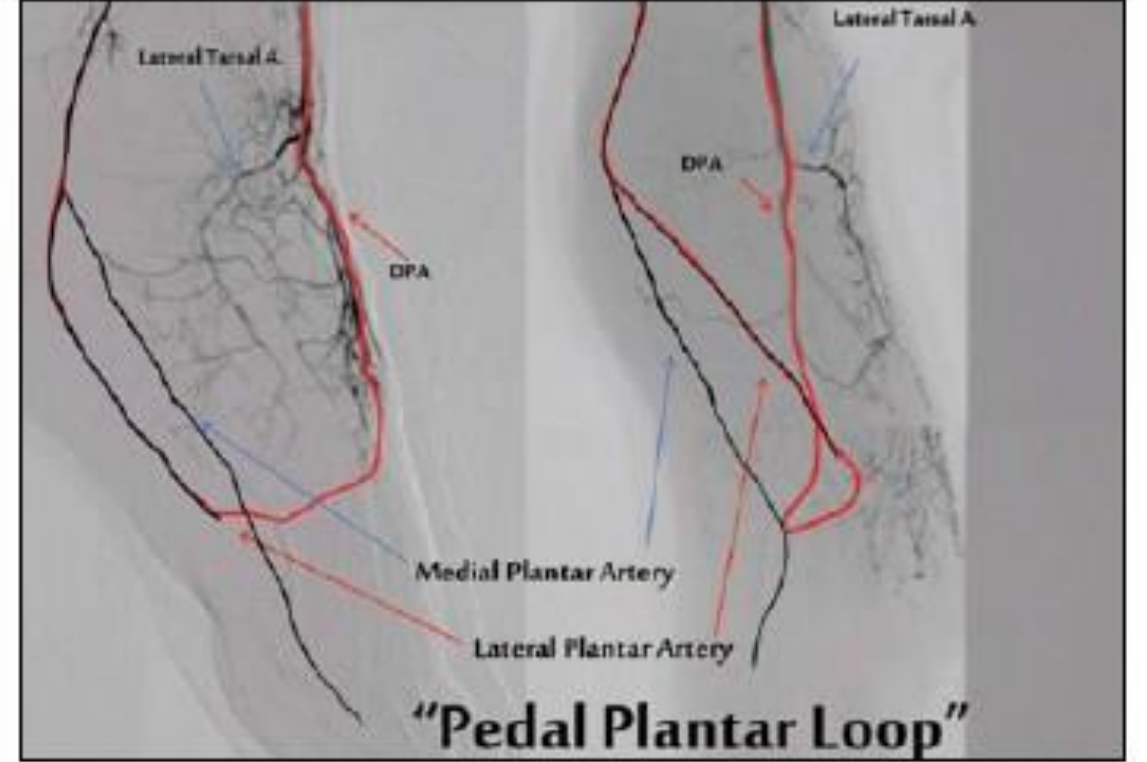 Lateral Tarsal A.
Lateral Tarsal A
DPA
DPA
Medial Plantar Artery
Lateral Plantar Artery
“Pedal Plantar Loop”